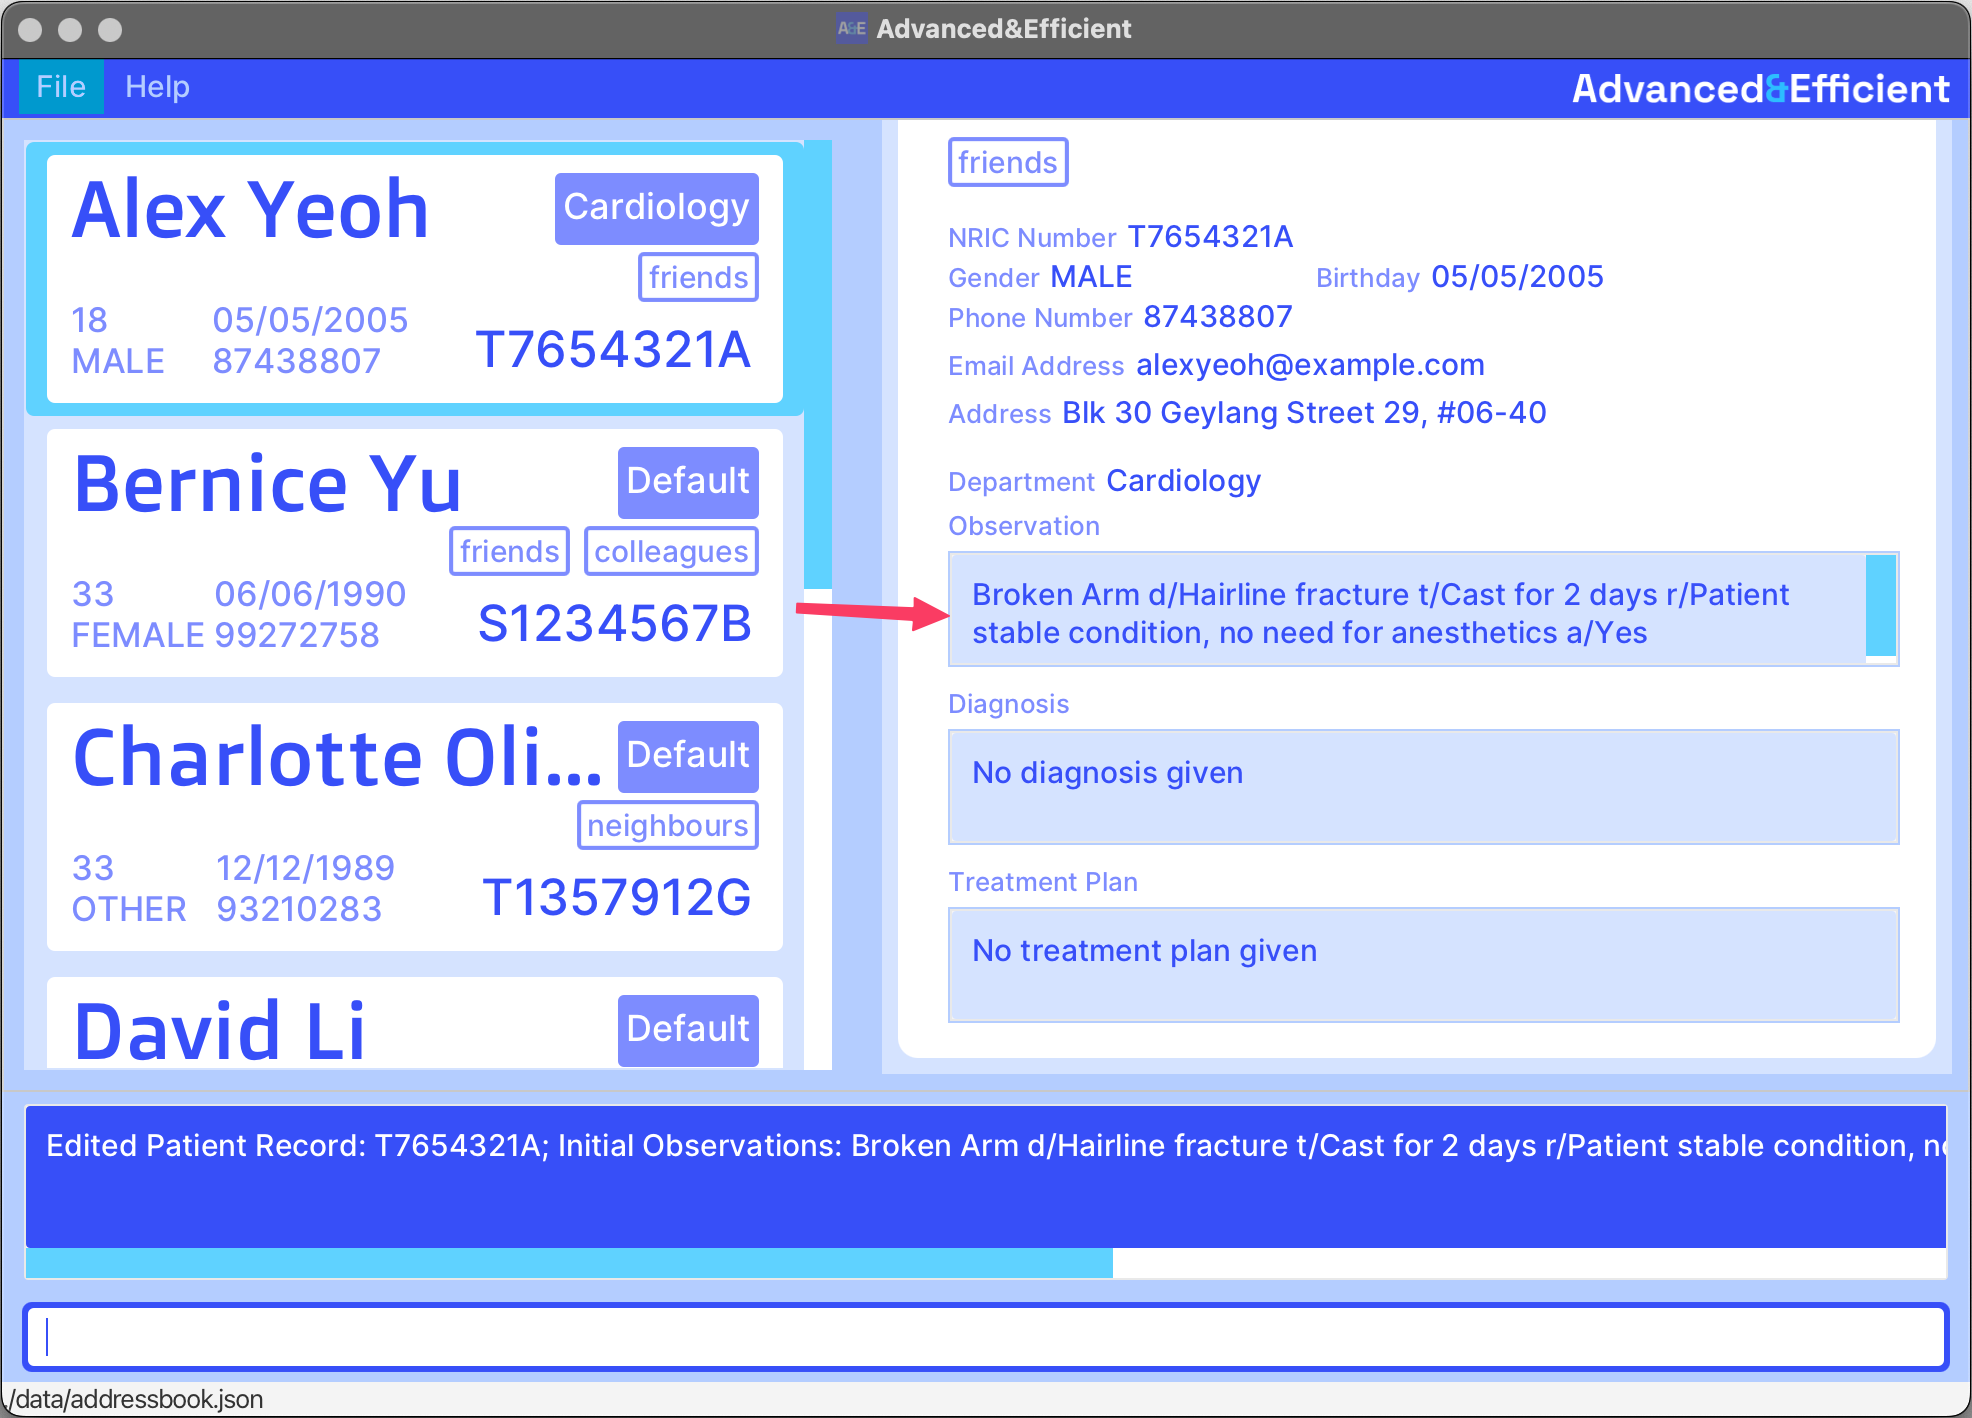 A&E Advanced&Efficient
File Help
Advanced&Efficient
Alex Yeoh
Cardiology
friends
18 05/05/2005
MALE 87438807
T7654321A
Bernice Yu
Default
friends colleagues
33 06/06/1990
FEMALE 99272758
S1234567B
Charlotte Oli...
Default
neighbours
33 12/12/1989
OTHER 93210283
T1357912G
David Li
Default
friends
NRIC Number T7654321A
Gender MALE Birthday 05/05/2005
Phone Number 87438807
Email Address alexyeoh@example.com
Address Blk 30 Geylang Street 29, #06-40
Department Cardiology
Observation
Broken Arm d/Hairline fracture t/Cast for 2 days r/Patient
stable condition, no need for anesthetics a/Yes
Diagnosis
No diagnosis given
Treatment Plan
No treatment plan given
Edited Patient Record: T7654321A; Initial Observations: Broken Arm d/Hairline fracture t/Cast for 2 days r/Patient stable condition,
./data/addressbook.json